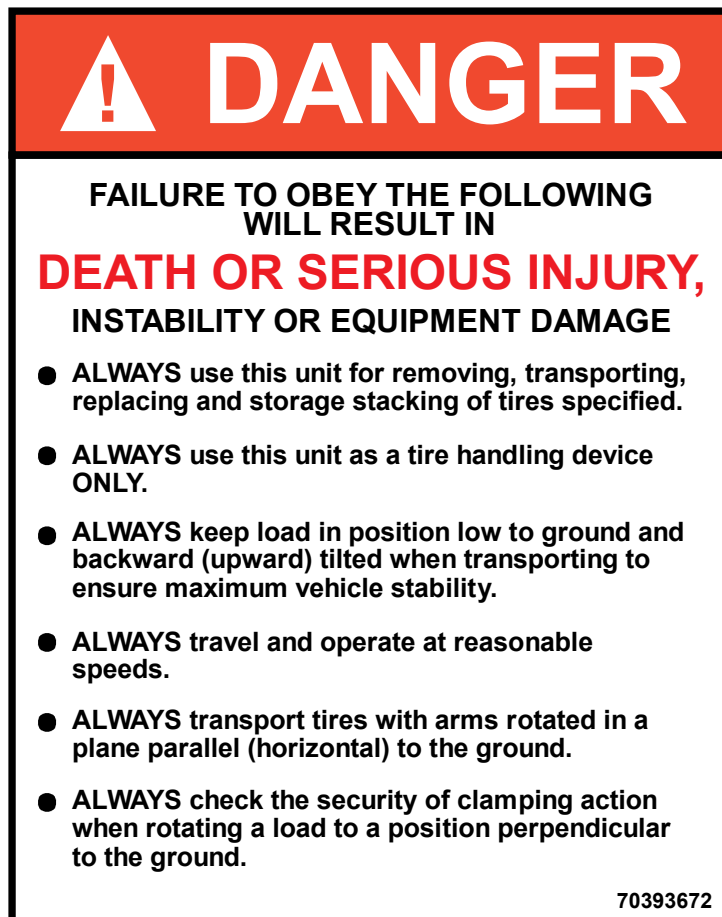 DANGER
FAILURE TO OBEY THE FOLLOWING
WILL RESULT IN
DEATH OR SERIOUS INJURY,
INSTABILITY OR EQUIPMENT DAMAGE
● ALWAYS use this unit for removing, transporting,
replacing and storage stacking of tires specified.
● ALWAYS use this unit as a tire handling device
ONLY.
● ALWAYS keep load in position low to ground and
backward (upward) tilted when transporting to
ensure maximum vehicle stability.
● ALWAYS travel and operate at reasonable
speeds.
● ALWAYS transport tires with arms rotated in a
plane parallel (horizontal) to the ground.
● ALWAYS check the security of clamping action
when rotating a load to a position perpendicular
to the ground.
70393672